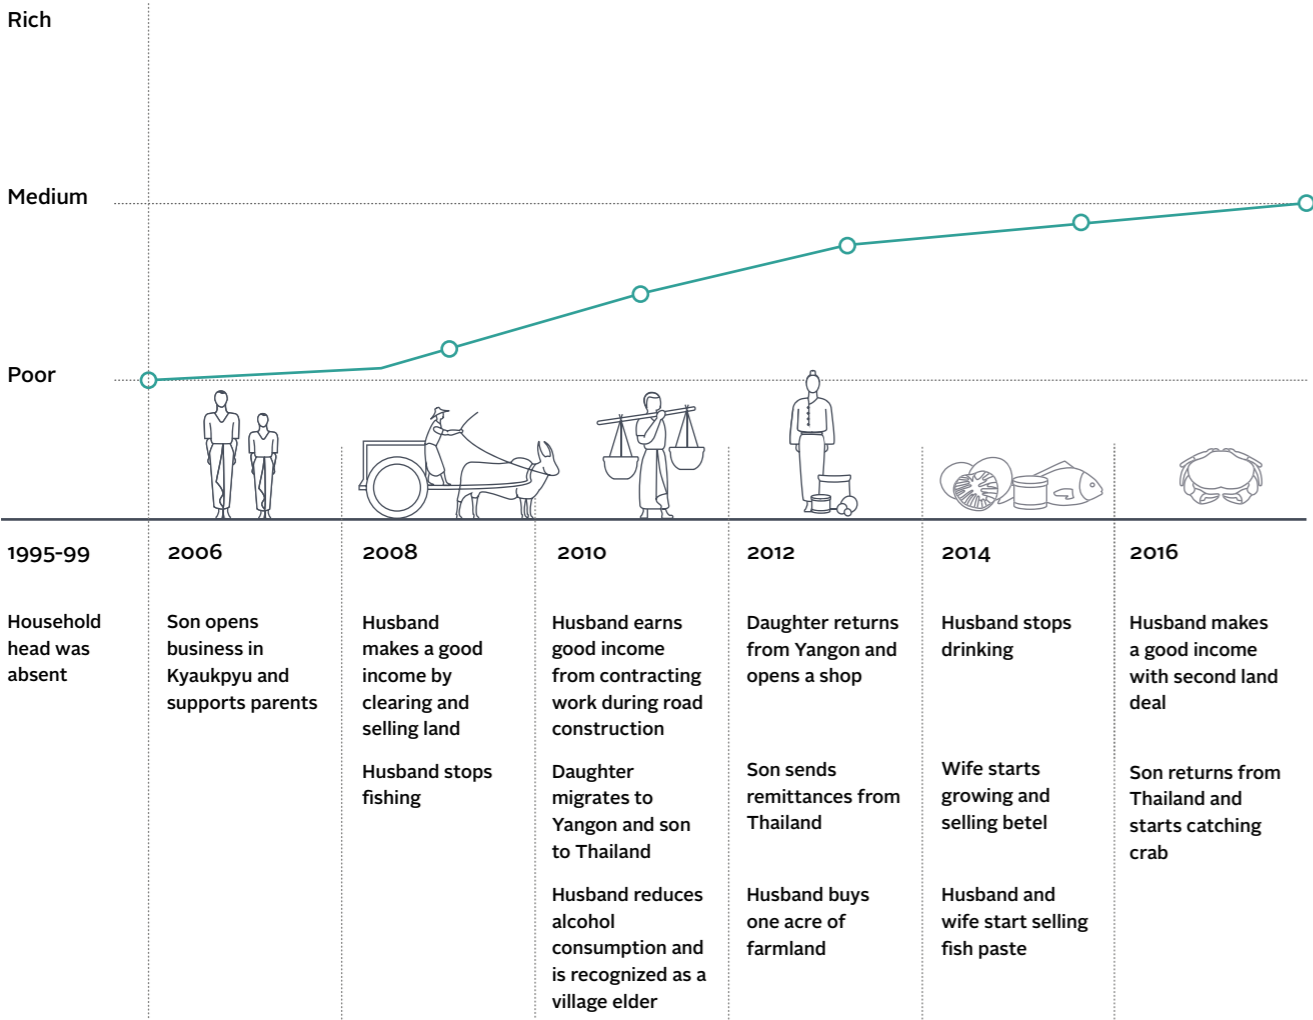 Rich
Medium
Poor
1995-99
Household
head was
absent
2006
Son opens
business in
Kyaukpyu and
supports parents
2008
Husband
makes a good
income by
clearing and
selling land
Husband stops
fishing
2010
Husband earns
good income
from contracting
work during road
construction
Daughter
migrates to
Yangon and son
to Thailand
Husband reduces
alcohol
consumption and
is recognized as a
village elder
2012
Daughter returns
from Yangon and
opens a shop
Son sends
remittances from
Thailand
Husband buys
one acre of
farmland
2014
Husband stops
drinking
Wife starts
growing and
selling betel
Husband and
wife start selling
fish paste
2016
Husband makes
a good income
with second land
deal
Son returns from
Thailand and
starts catching
crab